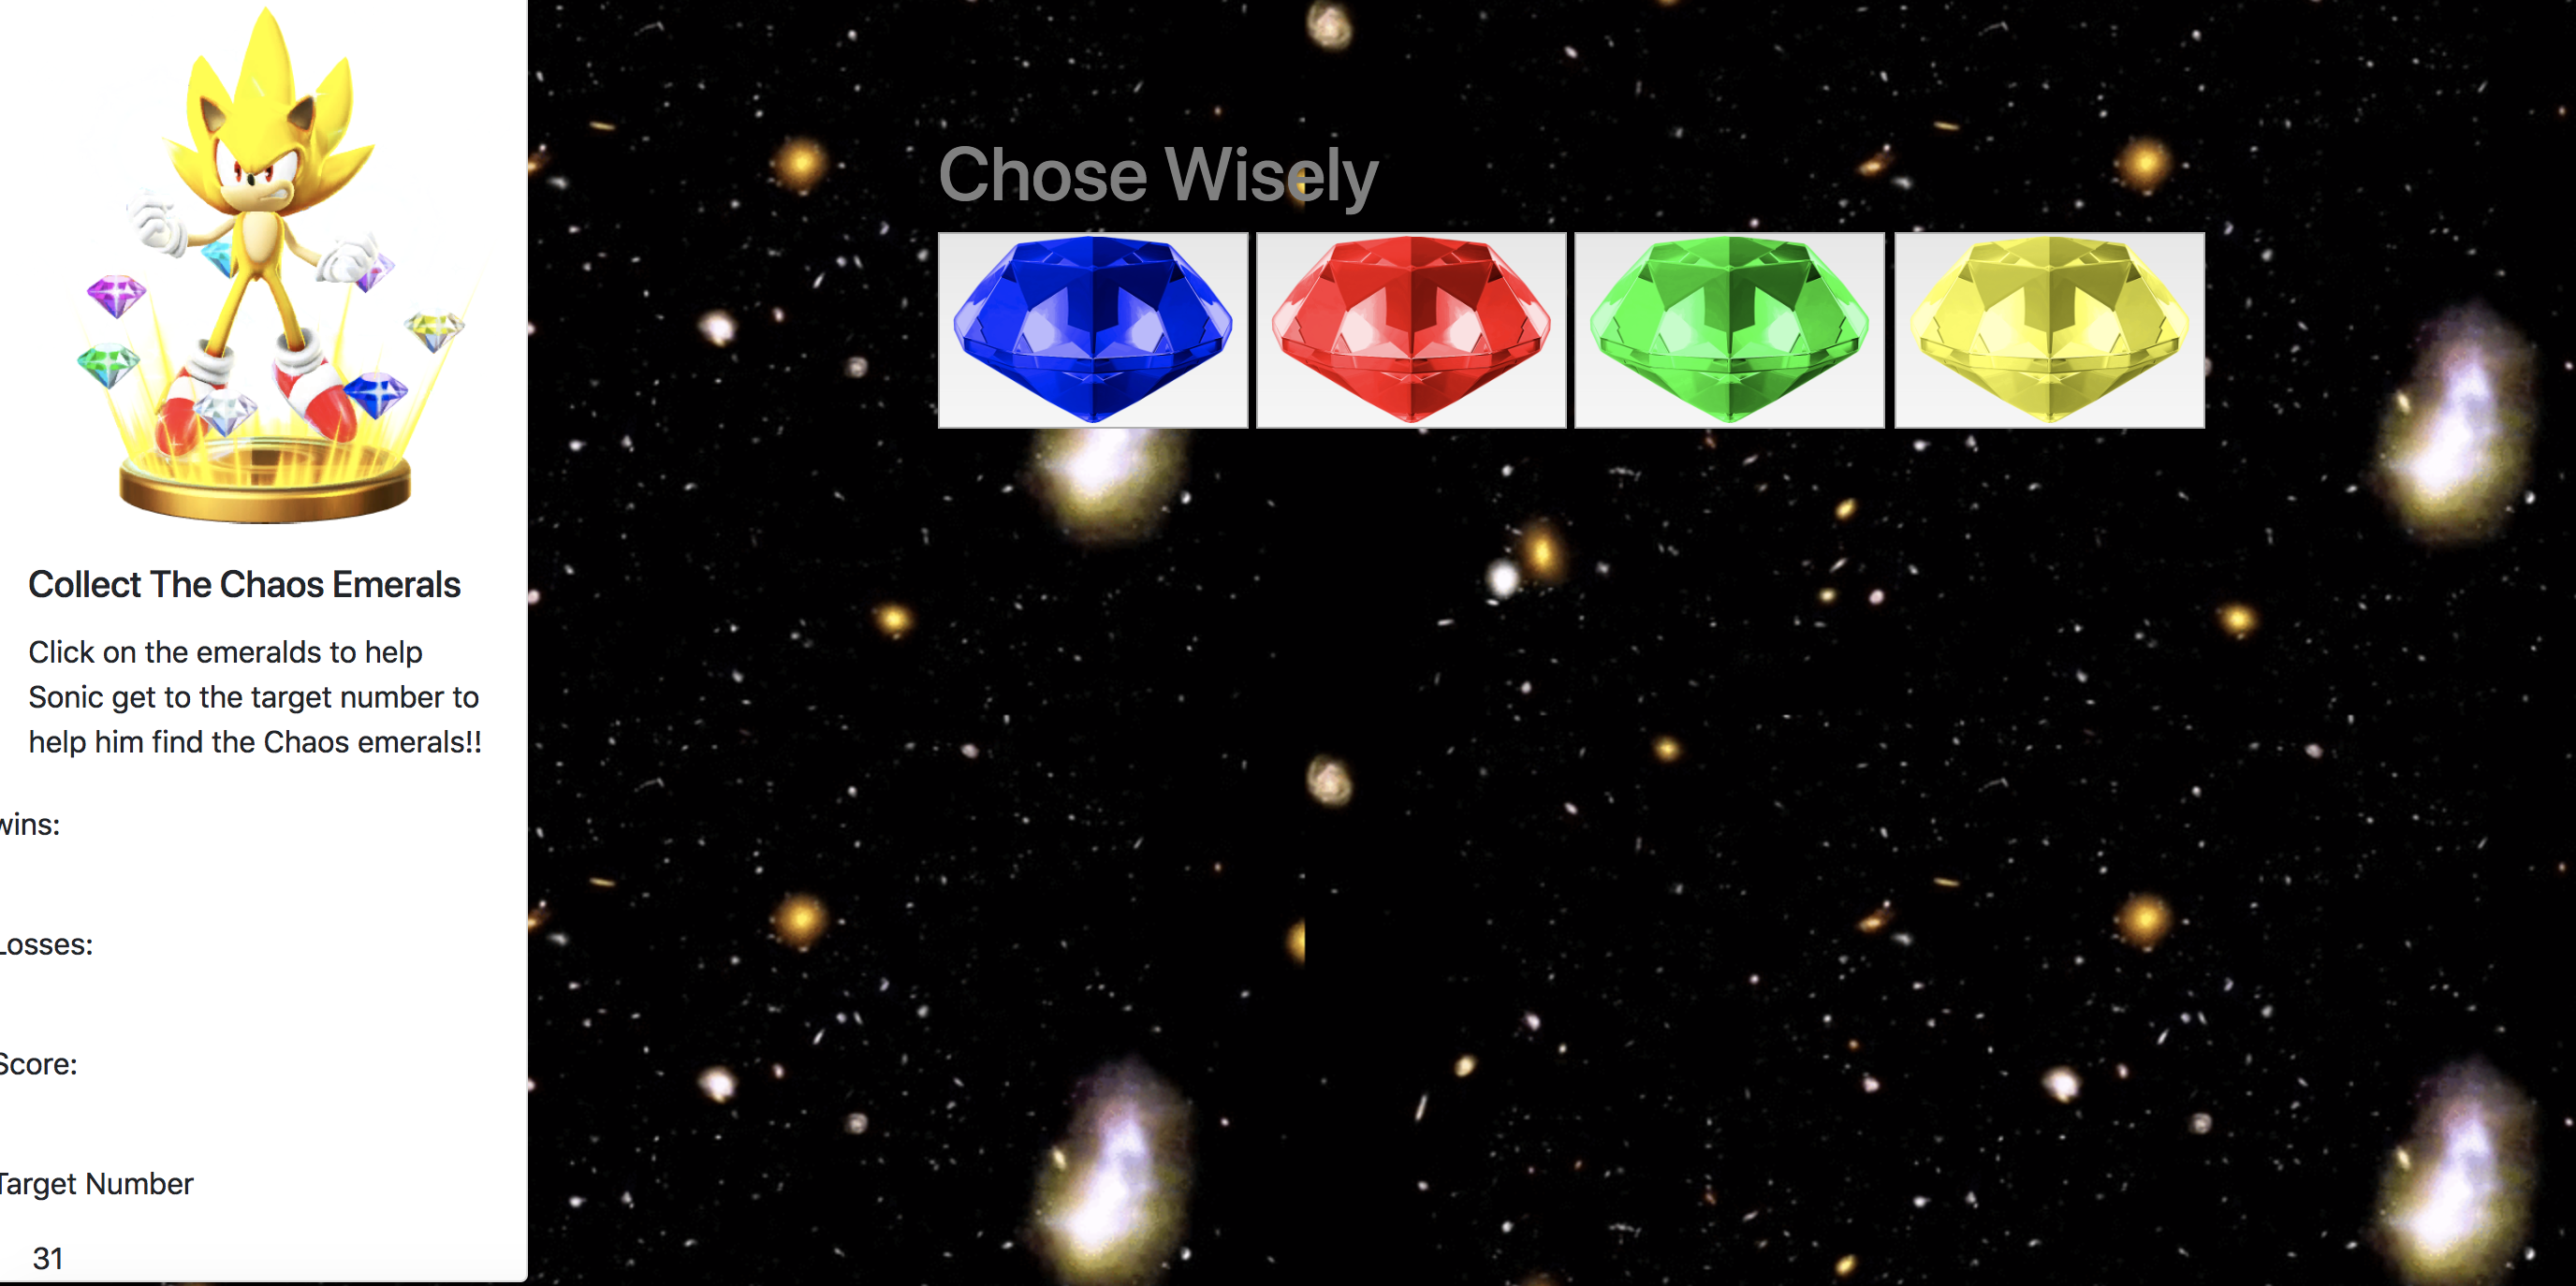 Chose Wisely
Collect The Chaos Emerals
Click on the emeralds to help
Sonic get to the target number to
help him find the Chaos emerals!!
wins:
Losses:
Score:
Target Number
31